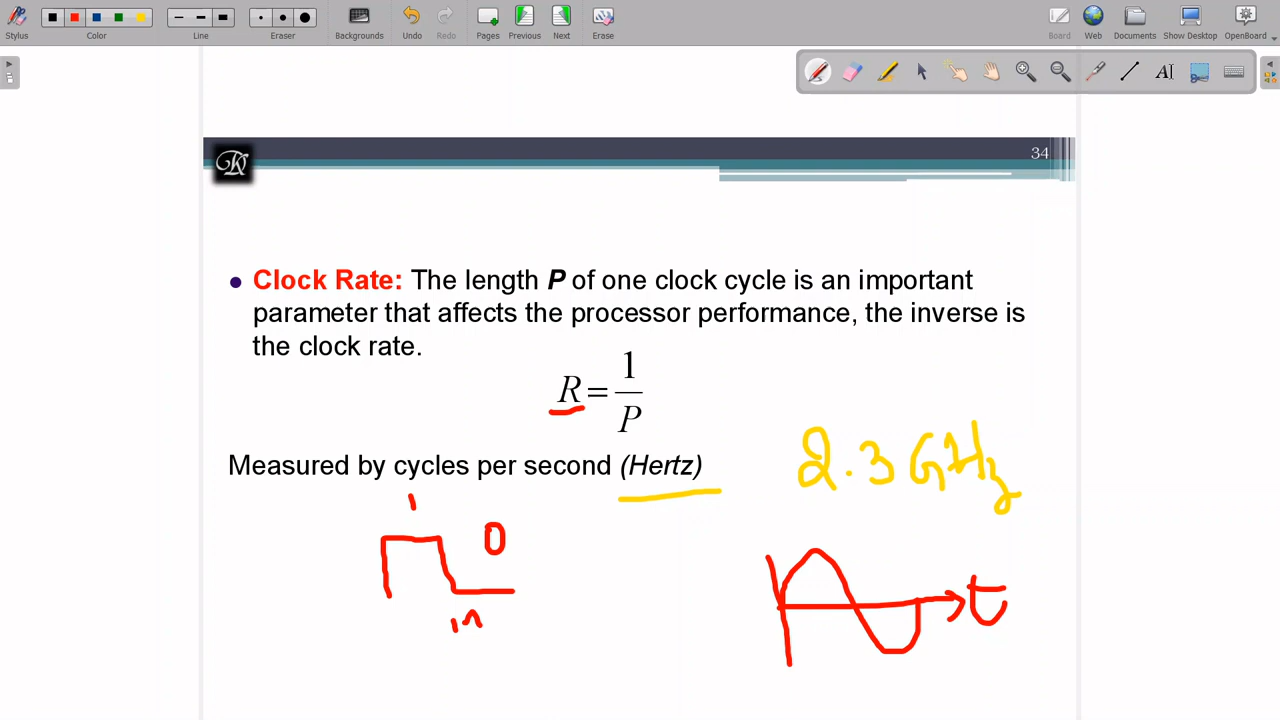 Stylus Color Line Eraser Backgrounds Undo Redo Pages Previous Next Erase Board Web Documents Show Desktop OpenBoard
34
• Clock Rate: The length P of one clock cycle is an important
parameter that affects the processor performance, the inverse is
the clock rate.
R = 1/P
2.3 GHz
Measured by cycles per second (Hertz)
1
0
t